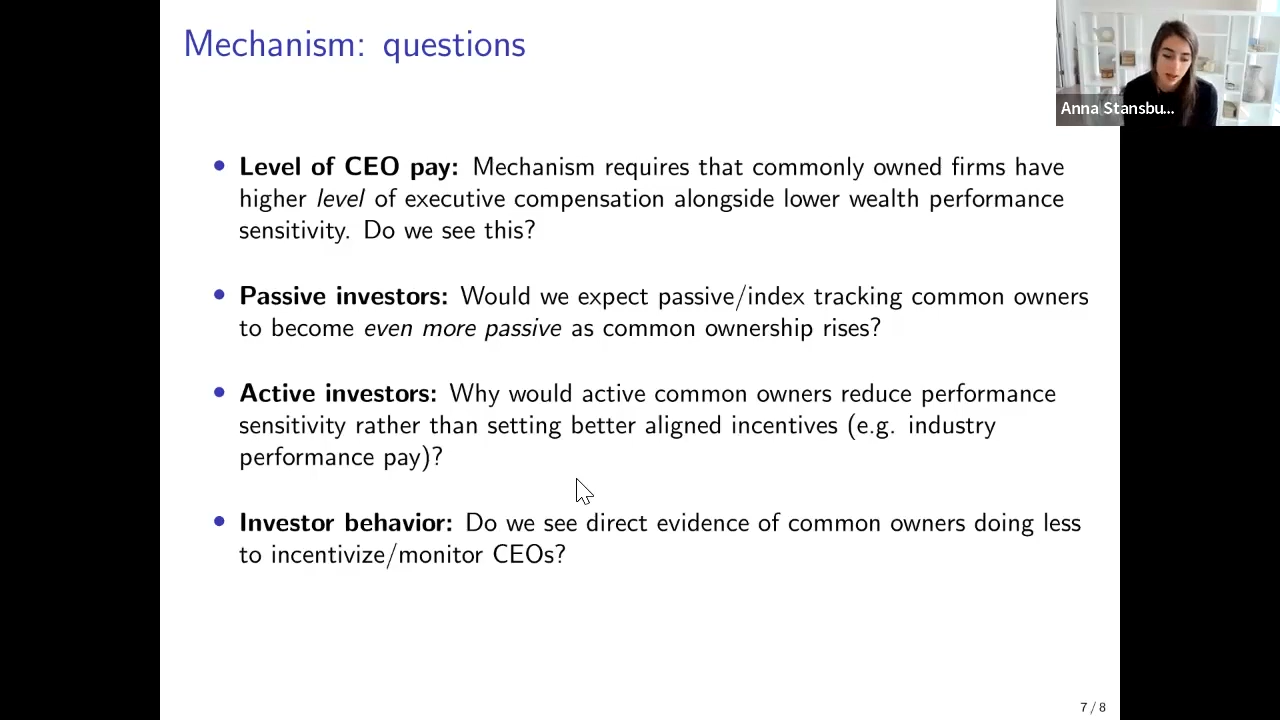 Mechanism: questions
Anna Stansbu...
• Level of CEO pay: Mechanism requires that commonly owned firms have
higher level of executive compensation alongside lower wealth performance
sensitivity. Do we see this?
• Passive investors: Would we expect passive/index tracking common owners
to become even more passive as common ownership rises?
• Active investors: Why would active common owners reduce performance
sensitivity rather than setting better aligned incentives (e.g. industry
performance pay)?
• Investor behavior: Do we see direct evidence of common owners doing less
to incentivize/monitor CEOs?
7 / 8